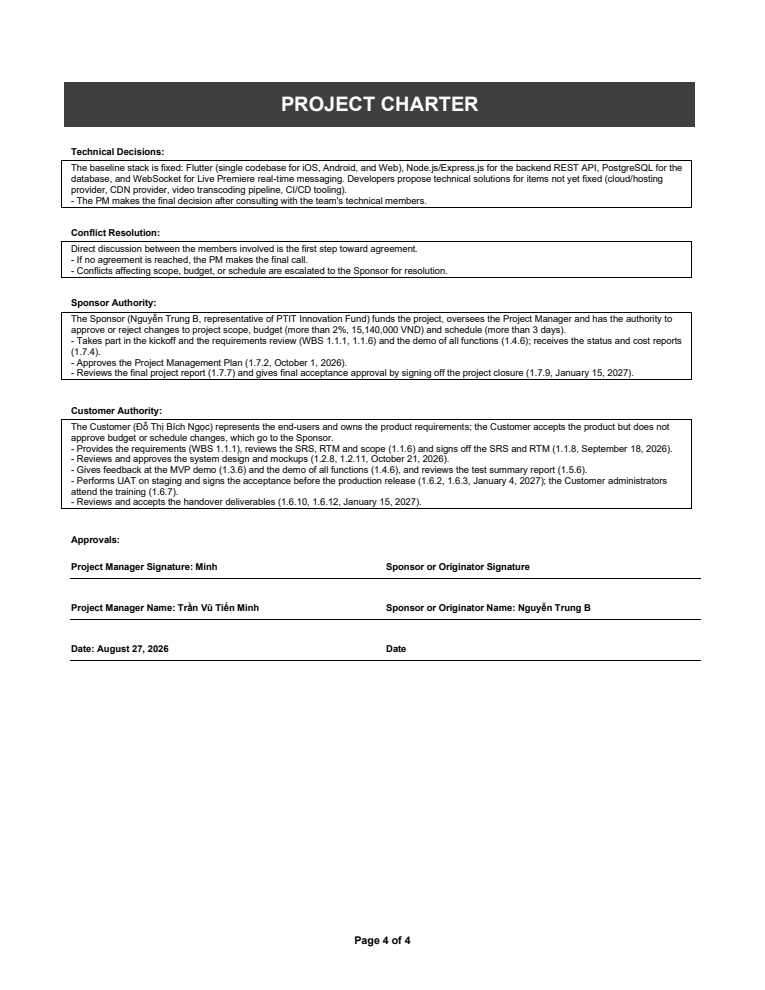 PROJECT CHARTER
Technical Decisions:
The baseline stack is fixed: Flutter (single codebase for iOS, Android, and Web), Node.js/Express.js for the backend REST API, PostgreSQL for the
database, and WebSocket for Live Premiere real-time messaging. Developers propose technical solutions for items not yet fixed (cloud/hosting
provider, CDN provider, video transcoding pipeline, CI/CD tooling).
- The PM makes the final decision after consulting with the team's technical members.
Conflict Resolution:
Direct discussion between the members involved is the first step toward agreement.
- If no agreement is reached, the PM makes the final call.
- Conflicts affecting scope, budget, or schedule are escalated to the Sponsor for resolution.
Sponsor Authority:
The Sponsor (Nguyễn Trung B, representative of PTIT Innovation Fund) funds the project, oversees the Project Manager and has the authority to
approve or reject changes to project scope, budget (more than 2%, 15,140,000 VND) and schedule (more than 3 days).
- Takes part in the kickoff and the requirements review (WBS 1.1.1, 1.1.6) and the demo of all functions (1.4.6); receives the status and cost reports
(1.7.4).
- Approves the Project Management Plan (1.7.2, October 1, 2026).
- Reviews the final project report (1.7.7) and gives final acceptance approval by signing off the project closure (1.7.9, January 15, 2027).
Customer Authority:
The Customer (Đỗ Thị Bích Ngọc) represents the end-users and owns the product requirements; the Customer accepts the product but does not
approve budget or schedule changes, which go to the Sponsor.
- Provides the requirements (WBS 1.1.1), reviews the SRS, RTM and scope (1.1.6) and signs off the SRS and RTM (1.1.8, September 18, 2026).
- Reviews and approves the system design and mockups (1.2.8, 1.2.11, October 21, 2026).
- Gives feedback at the MVP demo (1.3.6) and the demo of all functions (1.4.6), and reviews the test summary report (1.5.6).
- Performs UAT on staging and signs the acceptance before the production release (1.6.2, 1.6.3, January 4, 2027); the Customer administrators
attend the training (1.6.7).
- Reviews and accepts the handover deliverables (1.6.10, 1.6.12, January 15, 2027).
Approvals:
Project Manager Signature: Minh
Sponsor or Originator Signature
Project Manager Name: Trần Vũ Tiến Minh
Sponsor or Originator Name: Nguyễn Trung B
Date: August 27, 2026
Date
Page 4 of 4